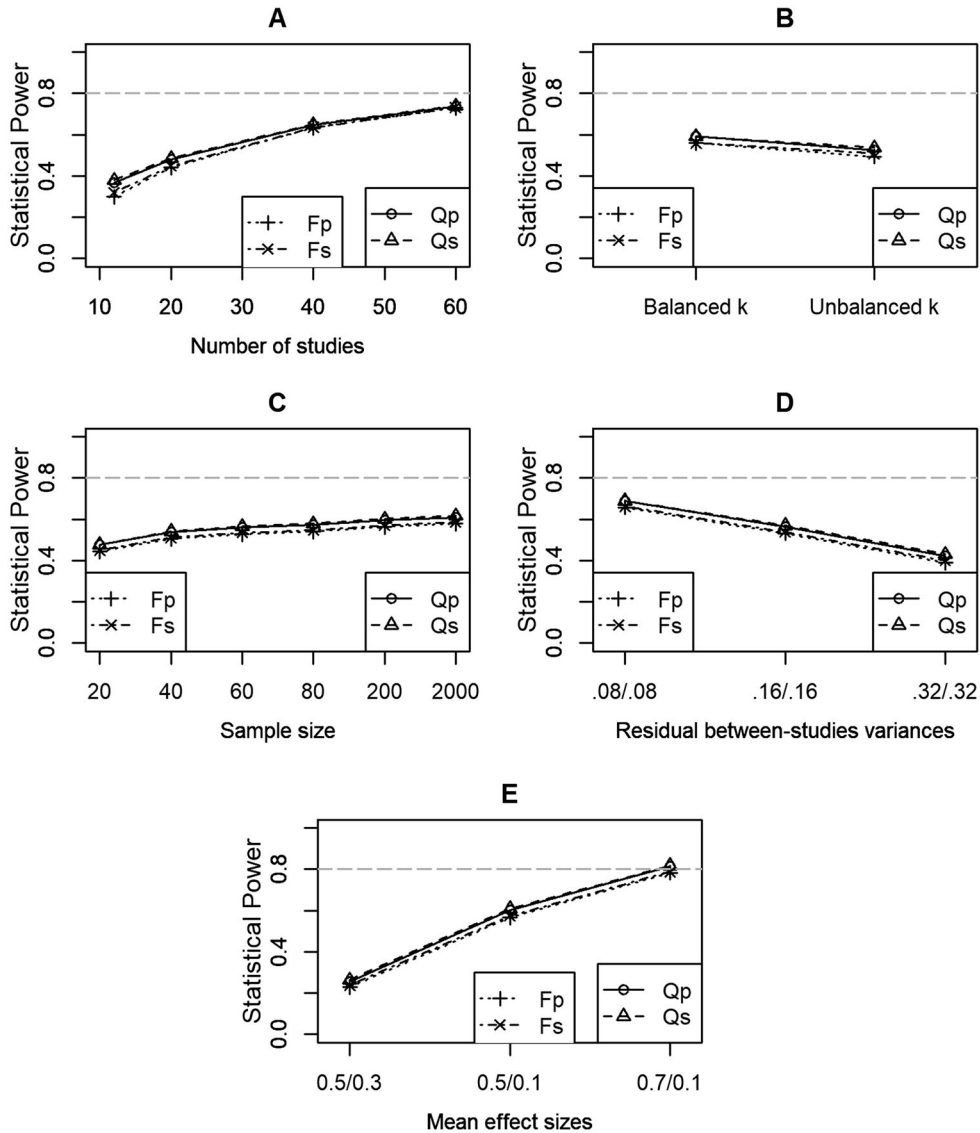 A
Statistical Power
0.0 0.4 0.8
Fp
Fs
Qp
Qs
10 20 30 40 50 60
Number of studies
B
Statistical Power
0.0 0.4 0.8
Fp
Fs
Qp
Qs
Balanced k Unbalanced k
C
Statistical Power
0.0 0.4 0.8
Fp
Fs
Qp
Qs
20 40 60 80 200 2000
Sample size
D
Statistical Power
0.0 0.4 0.8
Fp
Fs
Qp
Qs
.08/.08 .16/.16 .32/.32
Residual between-studies variances
E
Statistical Power
0.0 0.4 0.8
Fp
Fs
Qp
Qs
0.5/0.3 0.5/0.1 0.7/0.1
Mean effect sizes